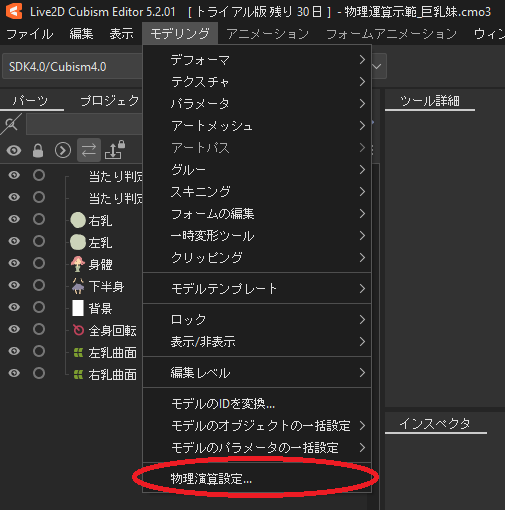 Live2D Cubism Editor 5.2.01 [ トライアル版 残り 30 日 ] - 物理運算示範_巨乳妹.cmo3
ファイル 編集 表示 モデリング アニメーション フォームアニメーション ウィン
SDK4.0/Cubism4.0
パーツ プロジェク
ツール詳細
デフォーマ
テクスチャ
パラメータ
アートメッシュ
アートパス
グルー
スキニング
フォームの編集
一時変形ツール
クリッピング
モデルテンプレート
ロック
表示/非表示
編集レベル
モデルのIDを変換...
モデルのオブジェクトの一括設定
モデルのパラメータの一括設定
物理演算設定...
当たり判定
当たり判定
右乳
左乳
身體
下半身
背景
全身回転
左乳曲面
右乳曲面
インスペクタ